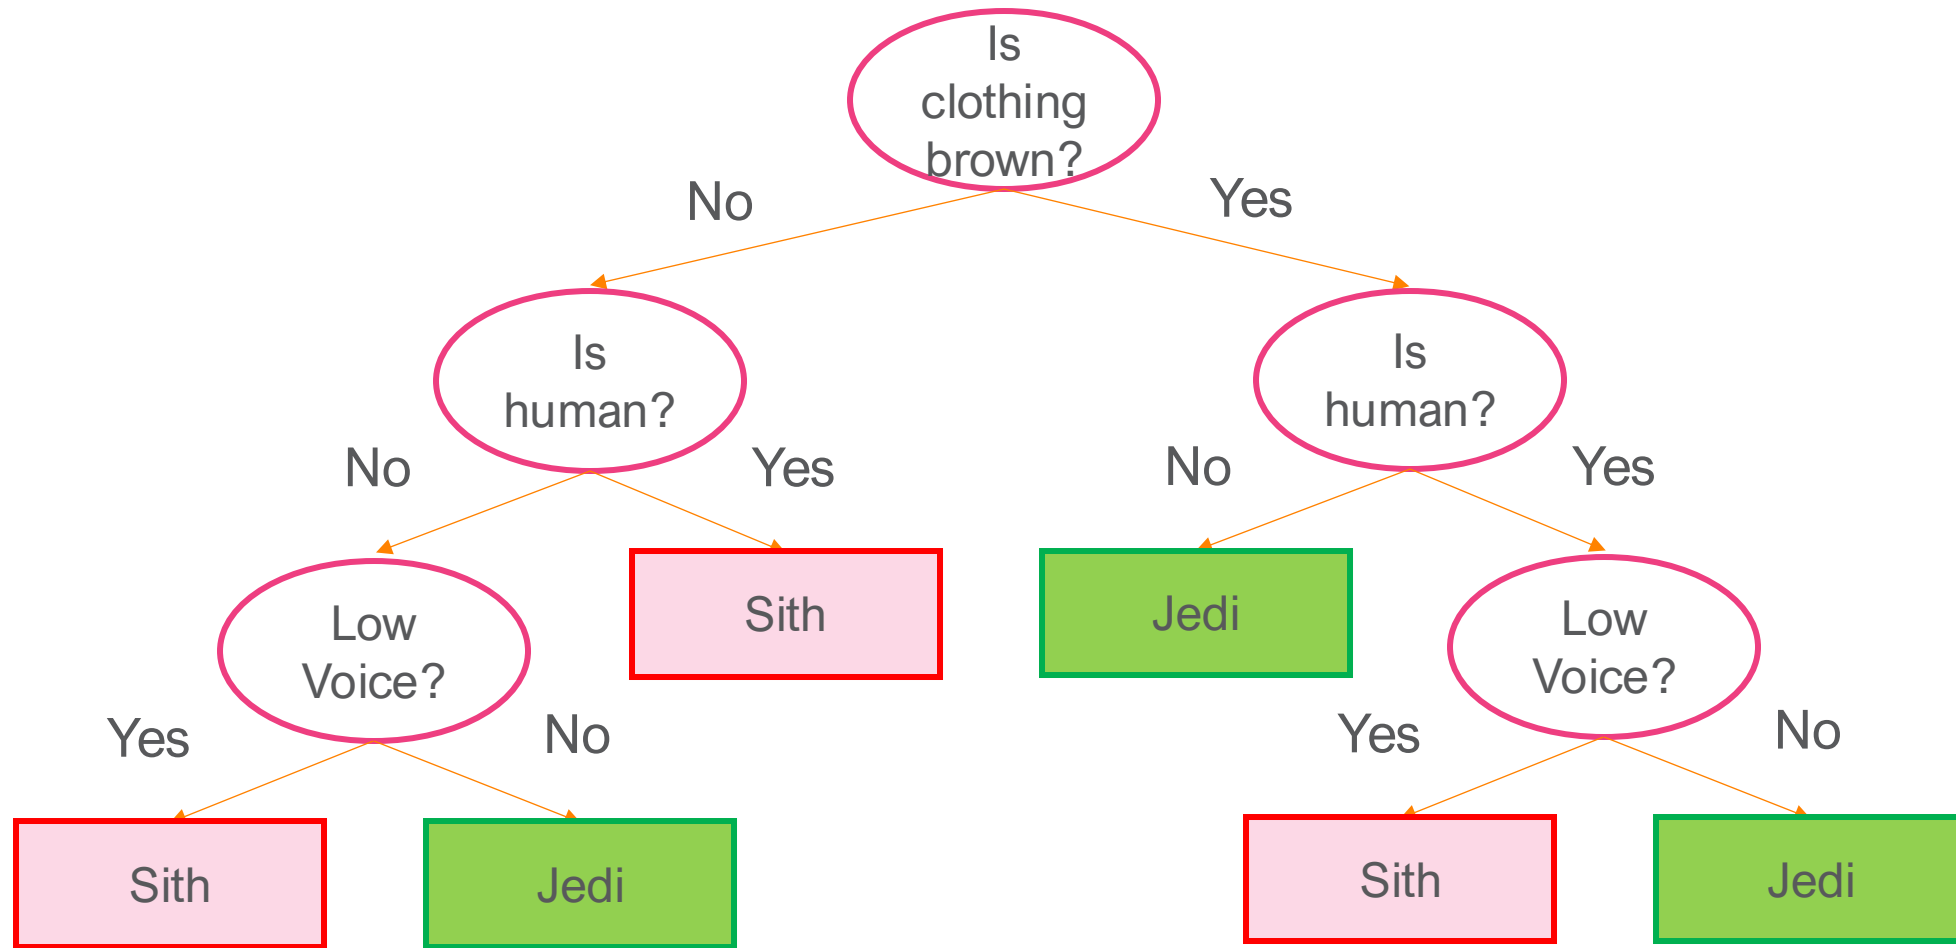 Is
clothing
brown?
No
Yes
Is
human?
Is
human?
No
Yes
No
Yes
Low
Voice?
Sith
Jedi
Low
Voice?
Yes
No
Yes
No
Sith
Jedi
Sith
Jedi